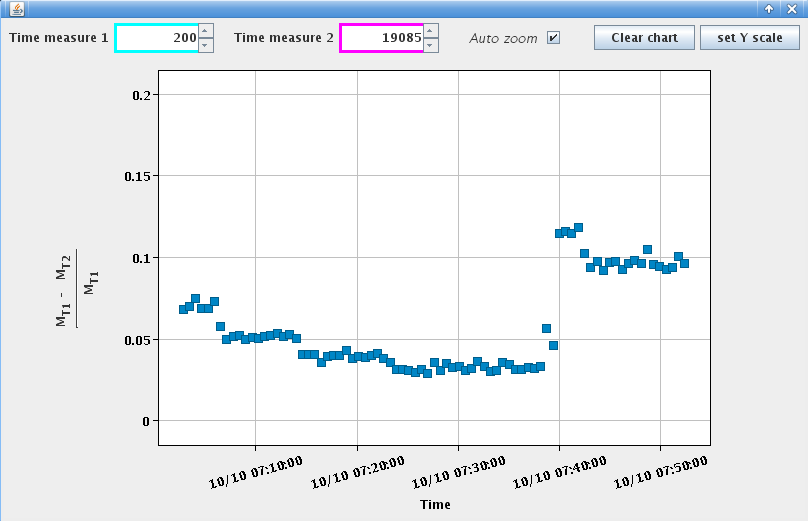 Time measure 1 200 Time measure 2 19085 Auto zoom Clear chart set Y scale
0.2
0.15
0.1
0.05
0
M_T1 - M_T2
M_T1
10/10 07:10:00 10/10 07:20:00 10/10 07:30:00 10/10 07:40:00 10/10 07:50:00
Time